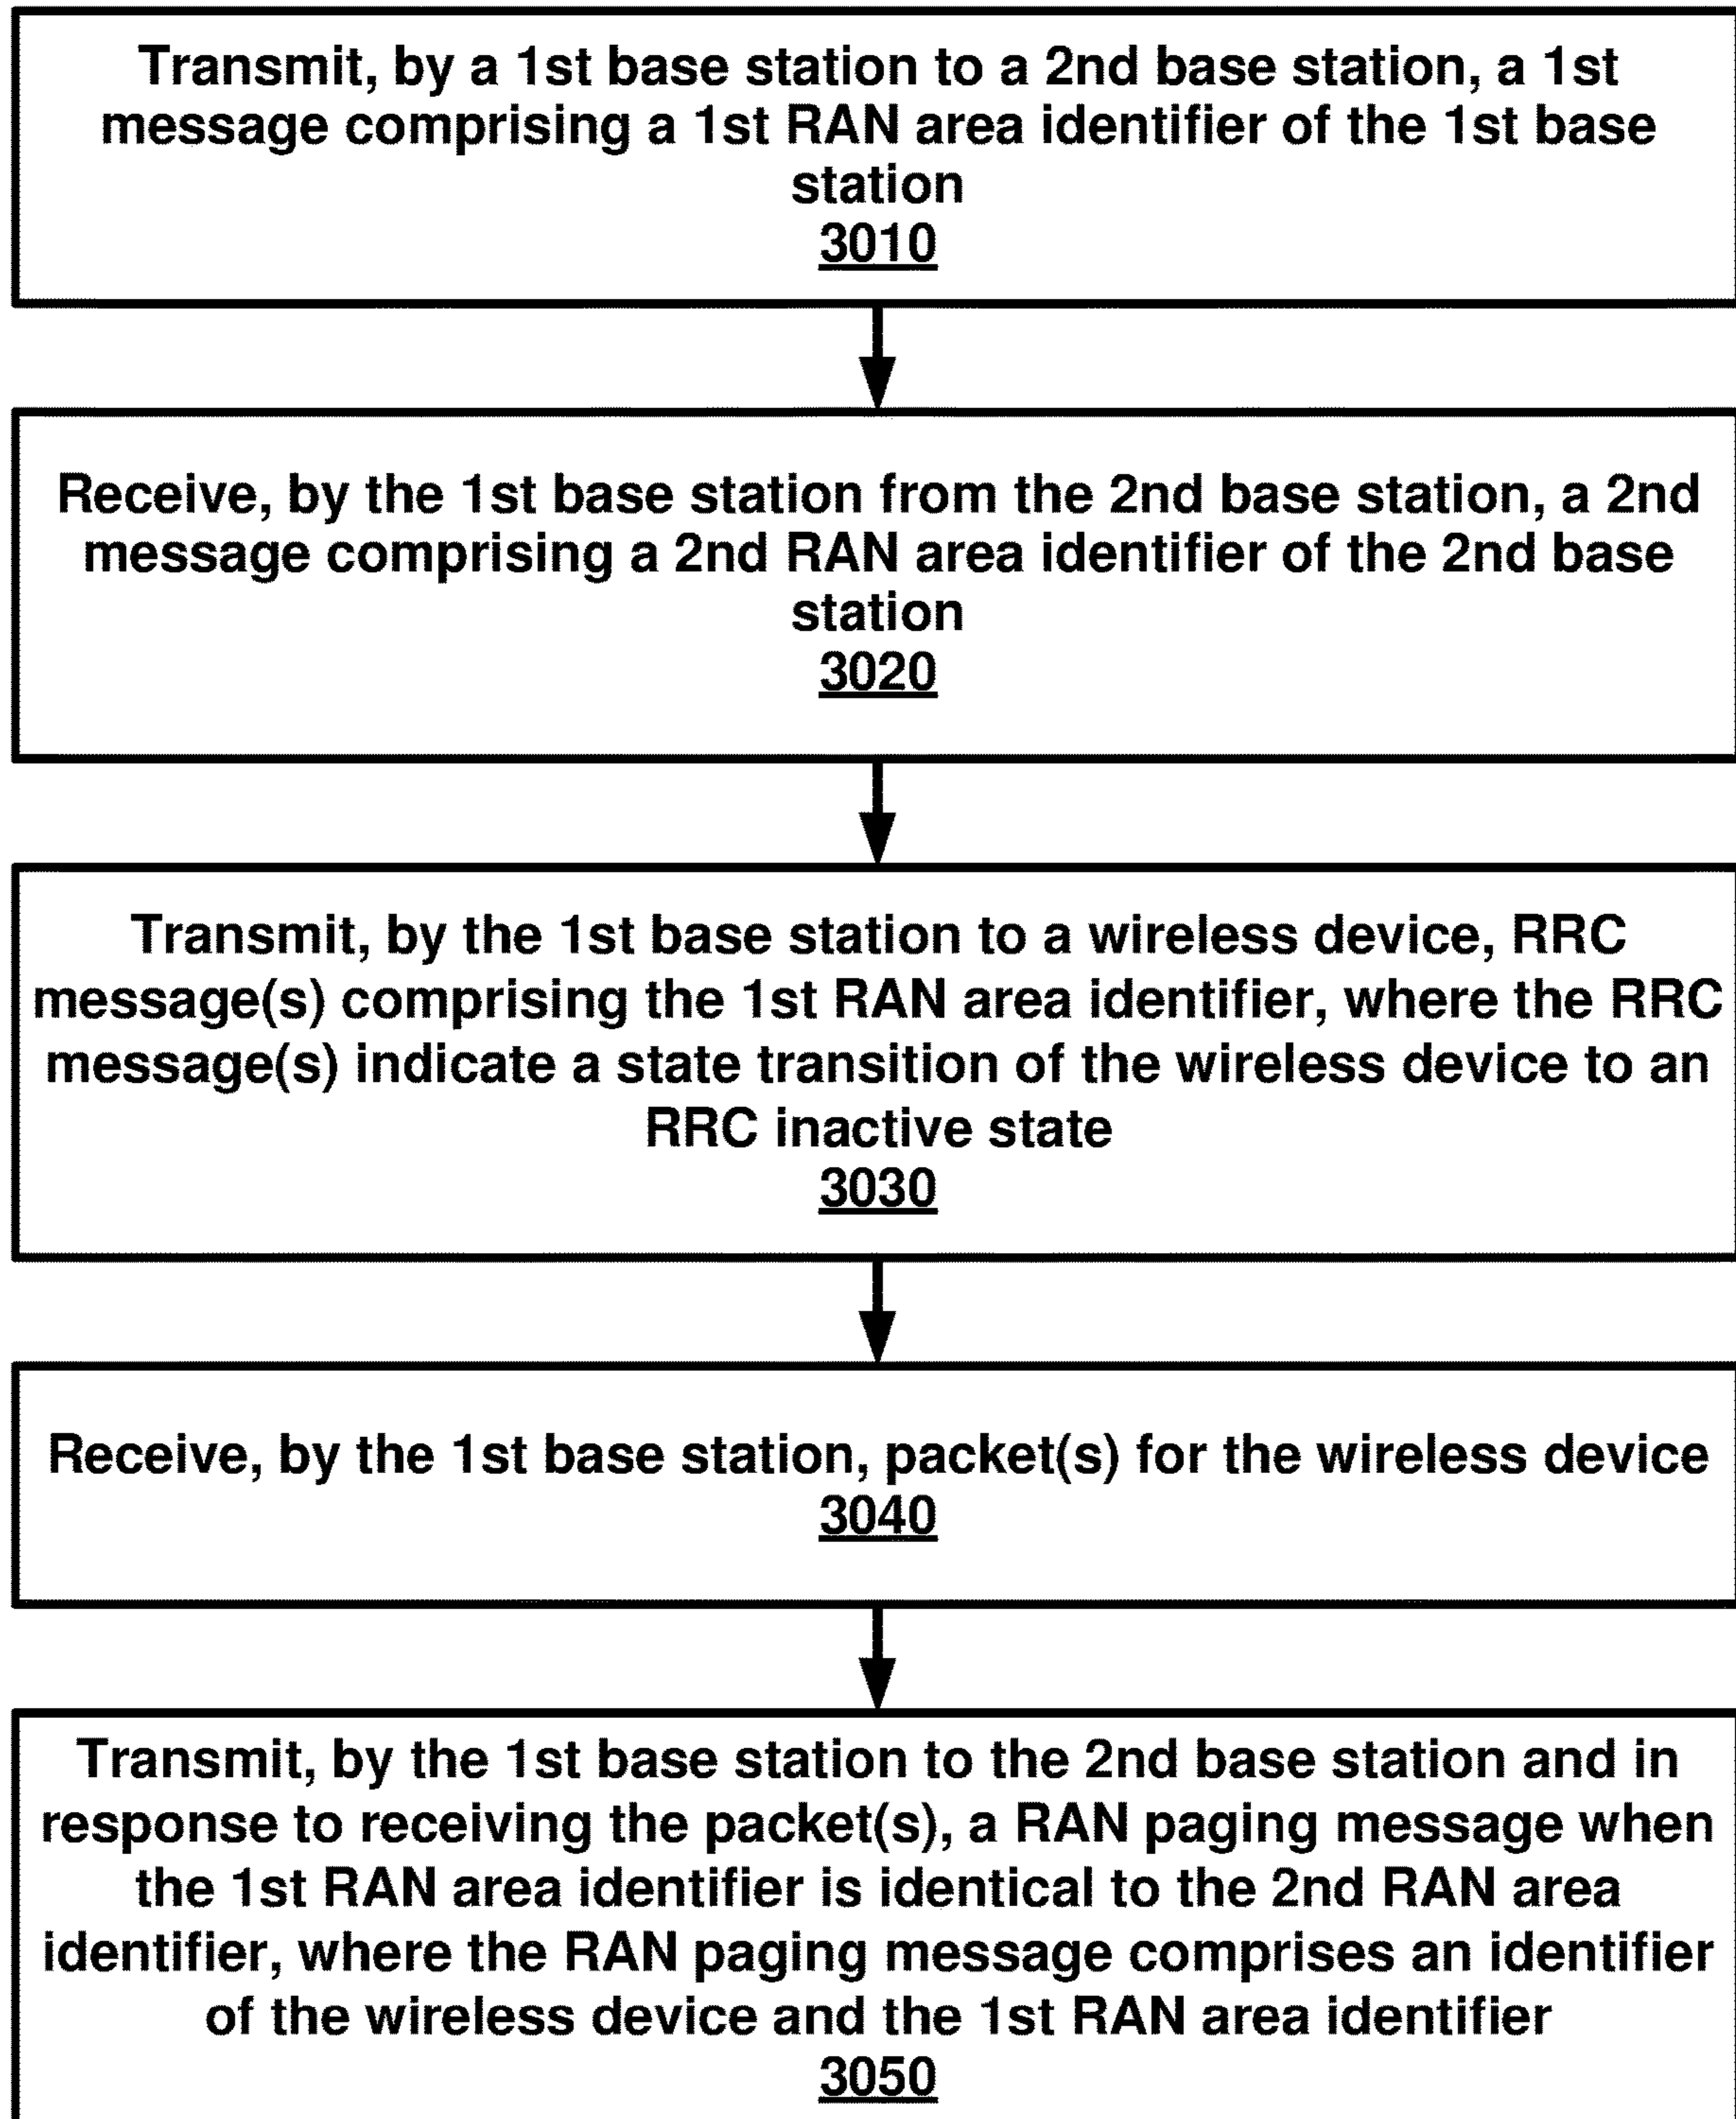 Transmit, by a 1st base station to a 2nd base station, a 1st
message comprising a 1st RAN area identifier of the 1st base
station
3010
Receive, by the 1st base station from the 2nd base station, a 2nd
message comprising a 2nd RAN area identifier of the 2nd base
station
3020
Transmit, by the 1st base station to a wireless device, RRC
message(s) comprising the 1st RAN area identifier, where the RRC
message(s) indicate a state transition of the wireless device to an
RRC inactive state
3030
Receive, by the 1st base station, packet(s) for the wireless device
3040
Transmit, by the 1st base station to the 2nd base station and in
response to receiving the packet(s), a RAN paging message when
the 1st RAN area identifier is identical to the 2nd RAN area
identifier, where the RAN paging message comprises an identifier
of the wireless device and the 1st RAN area identifier
3050